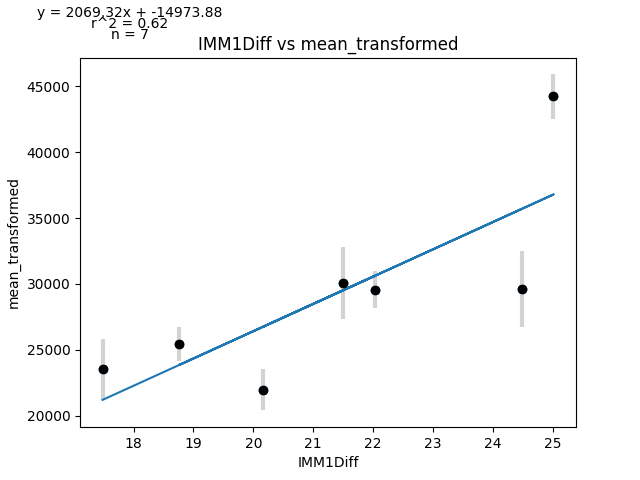 y = 2069.32x + -14973.88
r^2 = 0.62
n = 7
IMM1Diff vs mean_transformed
45000
40000
35000
30000
25000
20000
mean_transformed
18 19 20 21 22 23 24 25
IMM1Diff